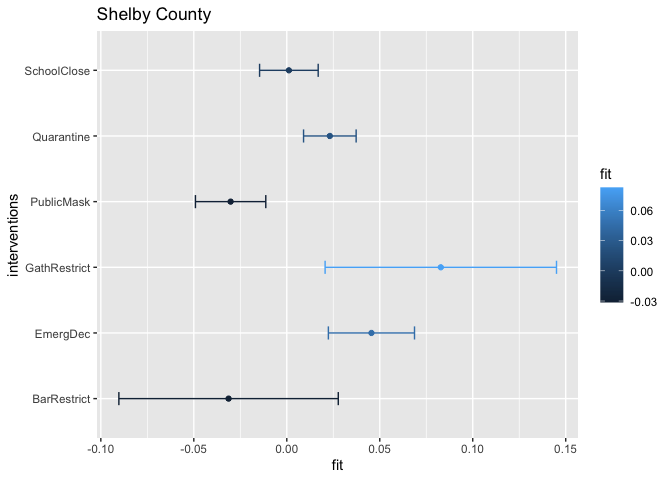 Shelby County
interventions
SchoolClose
Quarantine
PublicMask
GathRestrict
EmergDec
BarRestrict
-0.10 -0.05 0.00 0.05 0.10 0.15
fit
fit
0.06
0.03
0.00
-0.03